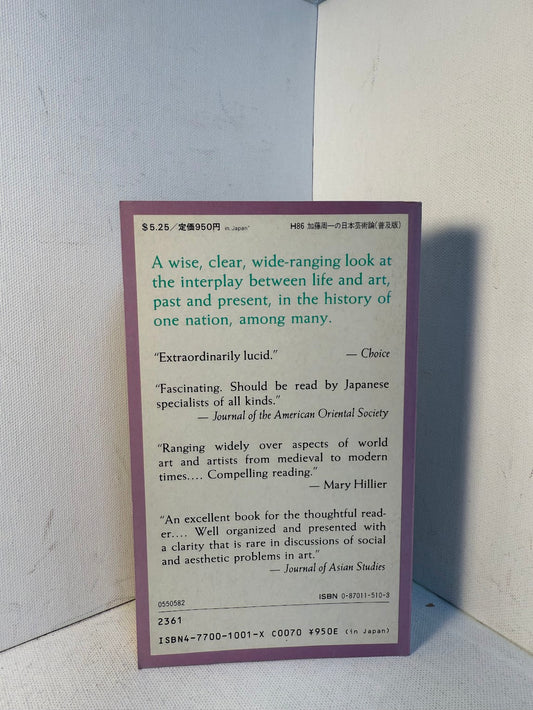 $5.25/定価950円 in Japan*
H86 加藤周一の日本芸術論(普及版)
A wise, clear, wide-ranging look at
the interplay between life and art,
past and present, in the history of
one nation, among many.
“Extraordinarily lucid.” — Choice
“Fascinating. Should be read by Japanese
specialists of all kinds.”
— Journal of the American Oriental Society
“Ranging widely over aspects of world
art and artists from medieval to modern
times.... Compelling reading.”
— Mary Hillier
“An excellent book for the thoughtful read-
er.... Well organized and presented with
a clarity that is rare in discussions of social
and aesthetic problems in art.”
— Journal of Asian Studies
0550582
ISBN 0-87011-510-8
2361
ISBN4-7700-1001-X C0070 ¥950E (in Japan)